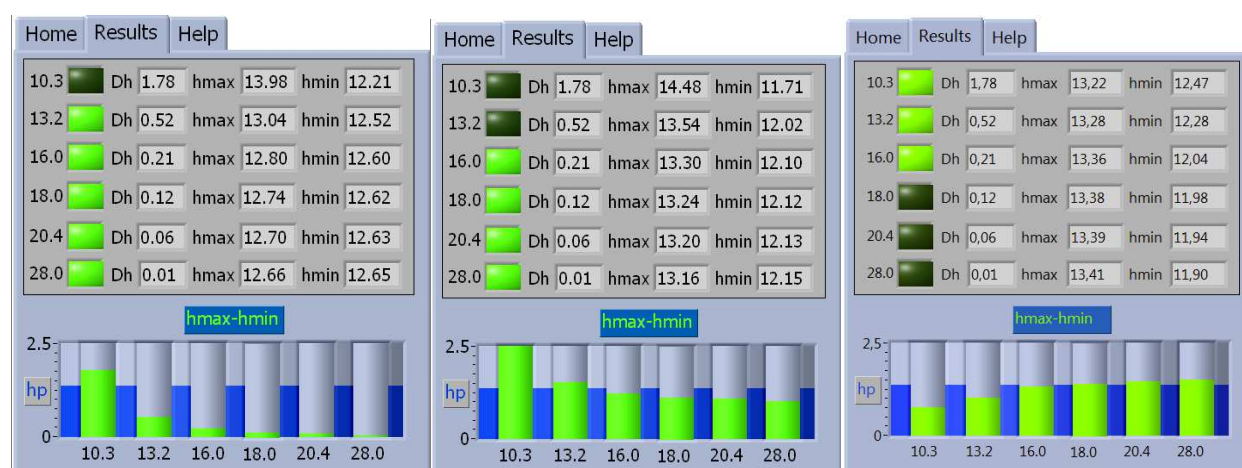 Home Results Help
10.3 Dh 1.78 hmax 13.98 hmin 12.21
13.2 Dh 0.52 hmax 13.04 hmin 12.52
16.0 Dh 0.21 hmax 12.80 hmin 12.60
18.0 Dh 0.12 hmax 12.74 hmin 12.62
20.4 Dh 0.06 hmax 12.70 hmin 12.63
28.0 Dh 0.01 hmax 12.66 hmin 12.65
hmax-hmin
2.5
hp
0
10.3 13.2 16.0 18.0 20.4 28.0
Home Results Help
10.3 Dh 1.78 hmax 14.48 hmin 11.71
13.2 Dh 0.52 hmax 13.54 hmin 12.02
16.0 Dh 0.21 hmax 13.30 hmin 12.10
18.0 Dh 0.12 hmax 13.24 hmin 12.12
20.4 Dh 0.06 hmax 13.20 hmin 12.13
28.0 Dh 0.01 hmax 13.16 hmin 12.15
hmax-hmin
2.5
hp
0
10.3 13.2 16.0 18.0 20.4 28.0
Home Results Help
10.3 Dh 1,78 hmax 13,22 hmin 12,47
13.2 Dh 0,52 hmax 13,28 hmin 12,28
16.0 Dh 0,21 hmax 13,36 hmin 12,04
18.0 Dh 0,12 hmax 13,38 hmin 11,98
20.4 Dh 0,06 hmax 13,39 hmin 11,94
28.0 Dh 0,01 hmax 13,41 hmin 11,90
hmax-hmin
2,5
hp
0
10.3 13.2 16.0 18.0 20.4 28.0